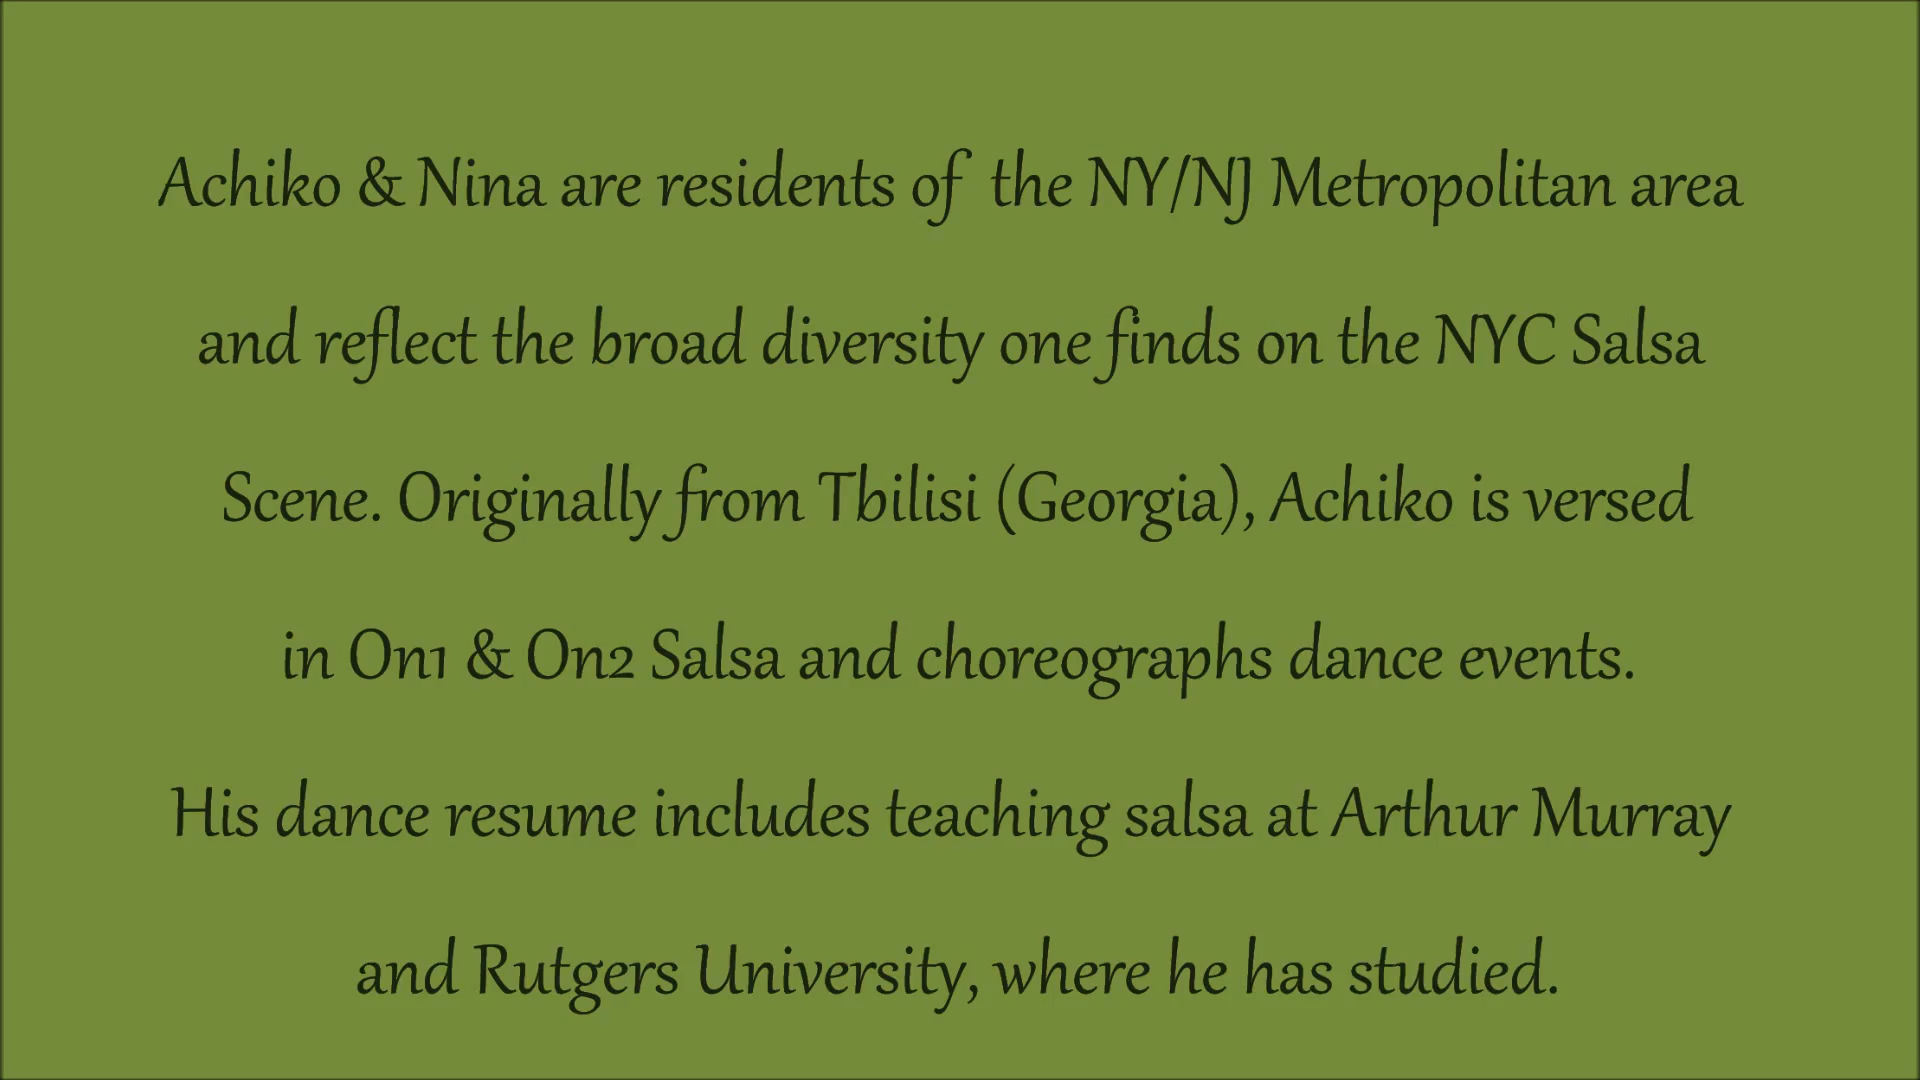 Achiko & Nina are residents of the NY/NJ Metropolitan area
and reflect the broad diversity one finds on the NYC Salsa
Scene. Originally from Tbilisi (Georgia), Achiko is versed
in On1 & On2 Salsa and choreographs dance events.
His dance resume includes teaching salsa at Arthur Murray
and Rutgers University, where he has studied.